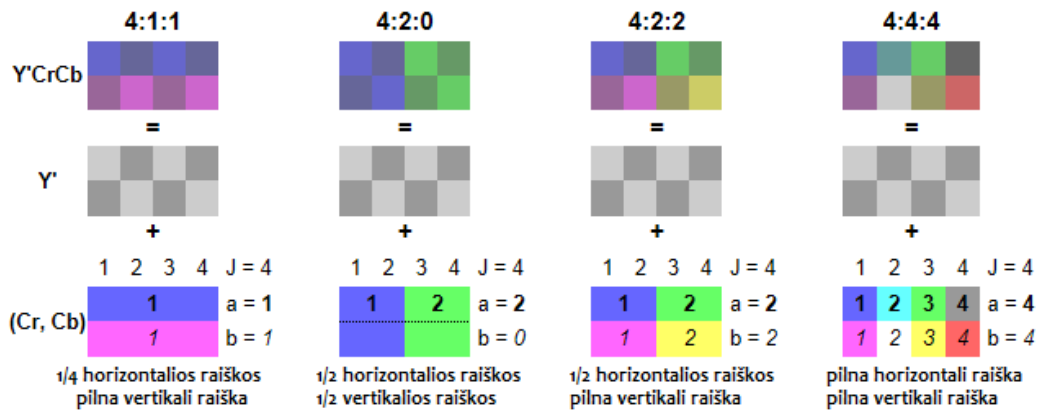 4:1:1 4:2:0 4:2:2 4:4:4
Y'CrCb
= = = =
Y'
+ + + +
1 2 3 4 J = 4 1 2 3 4 J = 4 1 2 3 4 J = 4 1 2 3 4 J = 4
1 a = 1 1 2 a = 2 1 2 a = 2 1 2 3 4 a = 4
(Cr, Cb)
1 b = 1 b = 0 1 2 b = 2 1 2 3 4 b = 4
1/4 horizontalios raiškos 1/2 horizontalios raiškos 1/2 horizontalios raiškos pilna horizontali raiška
pilna vertikali raiška 1/2 vertikalios raiškos pilna vertikali raiška pilna vertikali raiška